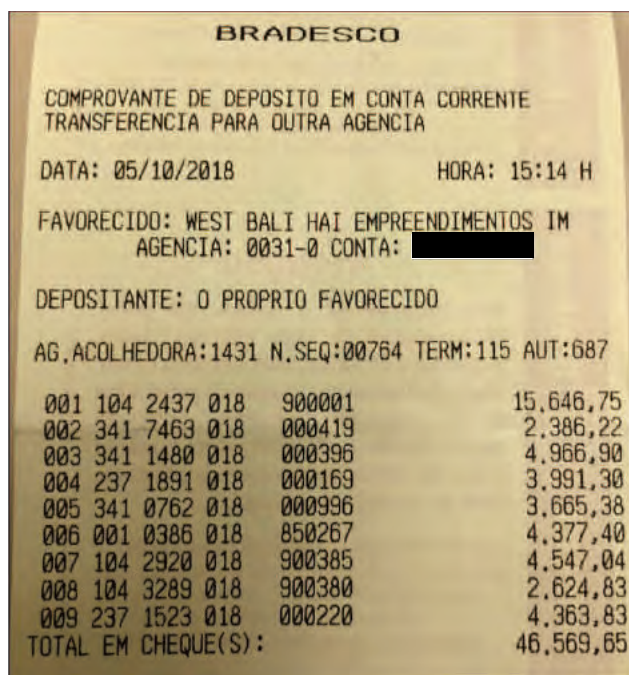 BRADESCO
COMPROVANTE DE DEPOSITO EM CONTA CORRENTE
TRANSFERENCIA PARA OUTRA AGENCIA
DATA: 05/10/2018 HORA: 15:14 H
FAVORECIDO: WEST BALI HAI EMPREENDIMENTOS IM
AGENCIA: 0031-0 CONTA:
DEPOSITANTE: O PROPRIO FAVORECIDO
AG.ACOLHEDORA:1431 N.SEQ:00764 TERM:115 AUT:687
001 104 2437 018 900001 15.646,75
002 341 7463 018 000419 2.386,22
003 341 1480 018 000396 4.966,90
004 237 1891 018 000169 3.991,30
005 341 0762 018 000996 3.665,38
006 001 0386 018 850267 4.377,40
007 104 2920 018 900385 4.547,04
008 104 3289 018 900380 2.624,83
009 237 1523 018 000220 4.363,83
TOTAL EM CHEQUE(S): 46.569,65